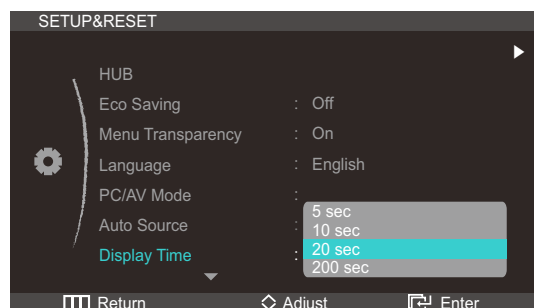 SETUP&RESET
HUB
Eco Saving : Off
Menu Transparency : On
Language : English
PC/AV Mode :
Auto Source :
Display Time :
5 sec
10 sec
20 sec
200 sec
Return Adjust Enter